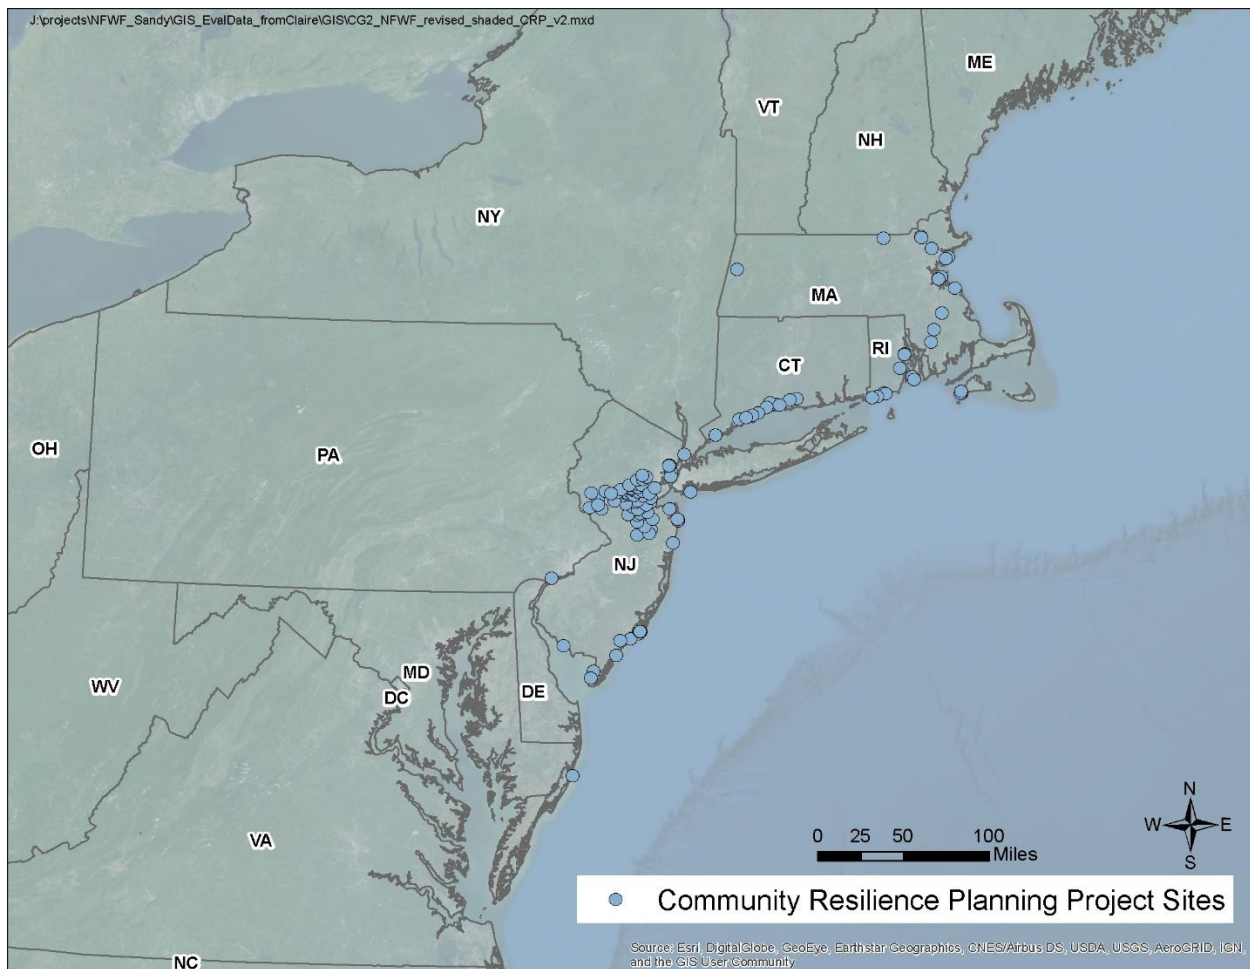 J:\projects\NFWF_Sandy\GIS_EvalData_fromClaire\GIS\CG2_NFWF_revised_shaded_CRP_v2.mxd
ME
VT
NH
NY
MA
CT
RI
OH
PA
NJ
WV
MD
DC
DE
VA
NC
N
W E
S
0 25 50 100
Miles
Community Resilience Planning Project Sites
Source: Esri, DigitalGlobe, GeoEye, Earthstar Geographics, CNES/Airbus DS, USDA, USGS, AeroGRID, IGN,
and the GIS User Community